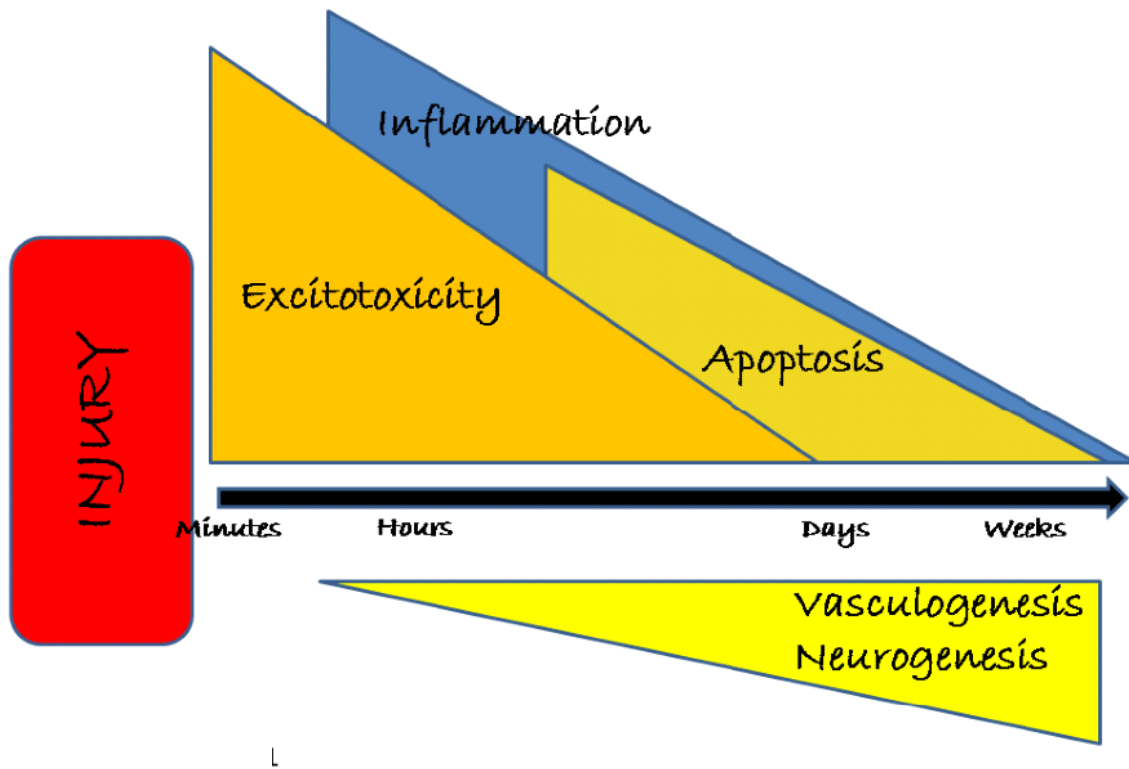 Inflammation
Excitotoxicity
Apoptosis
INJURY
Minutes Hours Days Weeks
Vasculogenesis
Neurogenesis